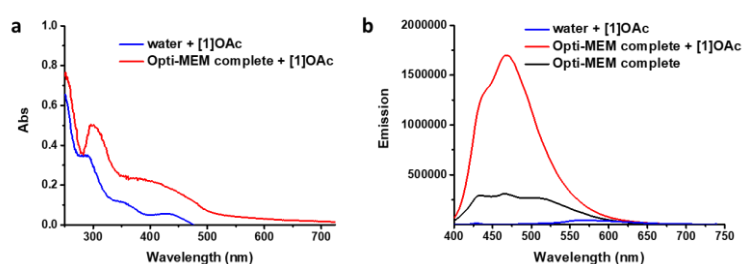 a
water + [1]OAc
Opti-MEM complete + [1]OAc
1.0
0.8
0.6
0.4
0.2
0.0
Abs
300 400 500 600 700
Wavelength (nm)
b
water + [1]OAc
Opti-MEM complete + [1]OAc
Opti-MEM complete
2000000
1500000
1000000
500000
Emission
400 450 500 550 600 650 700 750
Wavelength (nm)